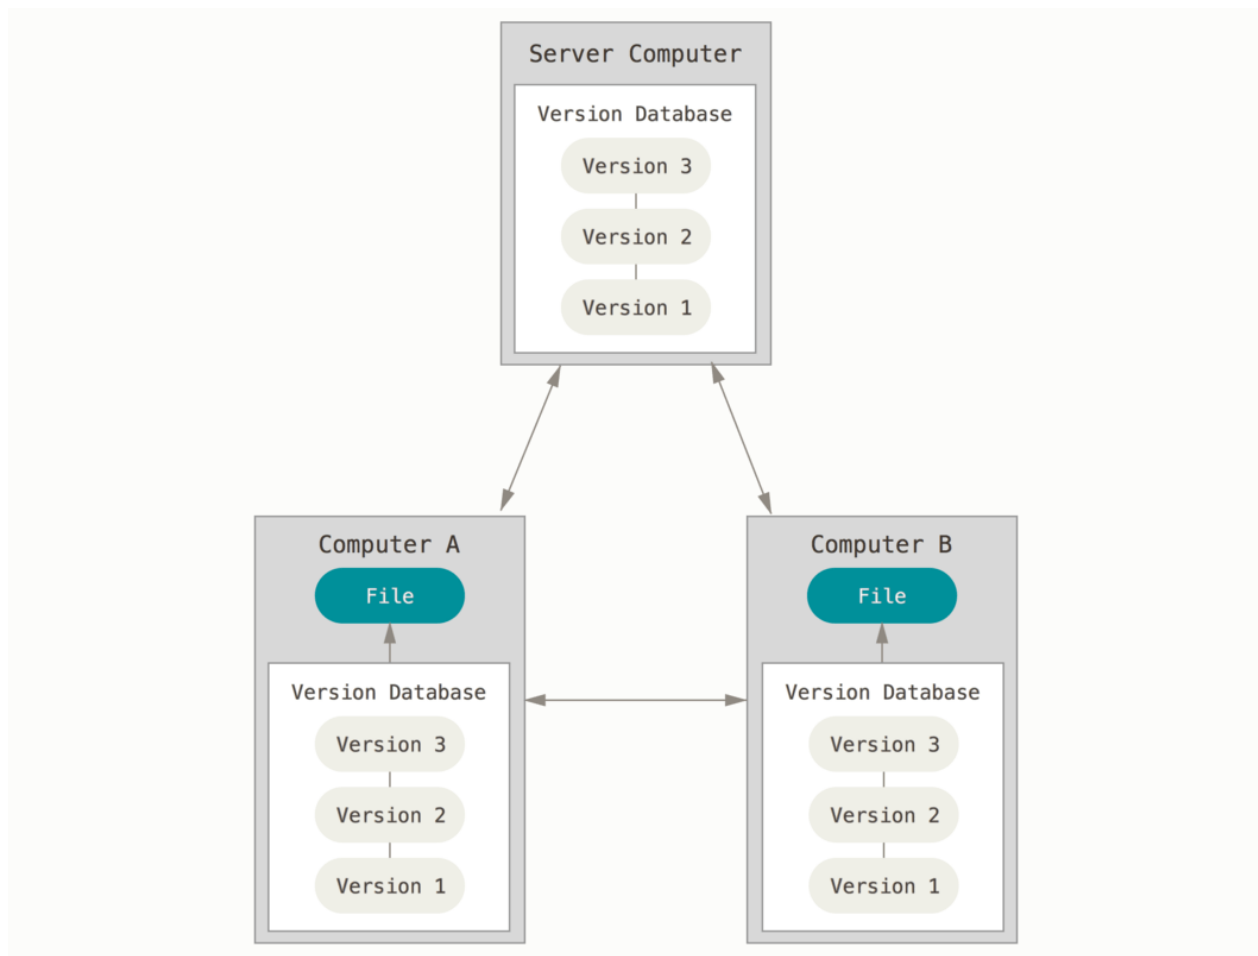 Server Computer
Version Database
Version 3
Version 2
Version 1
Computer A
File
Version Database
Version 3
Version 2
Version 1
Computer B
File
Version Database
Version 3
Version 2
Version 1